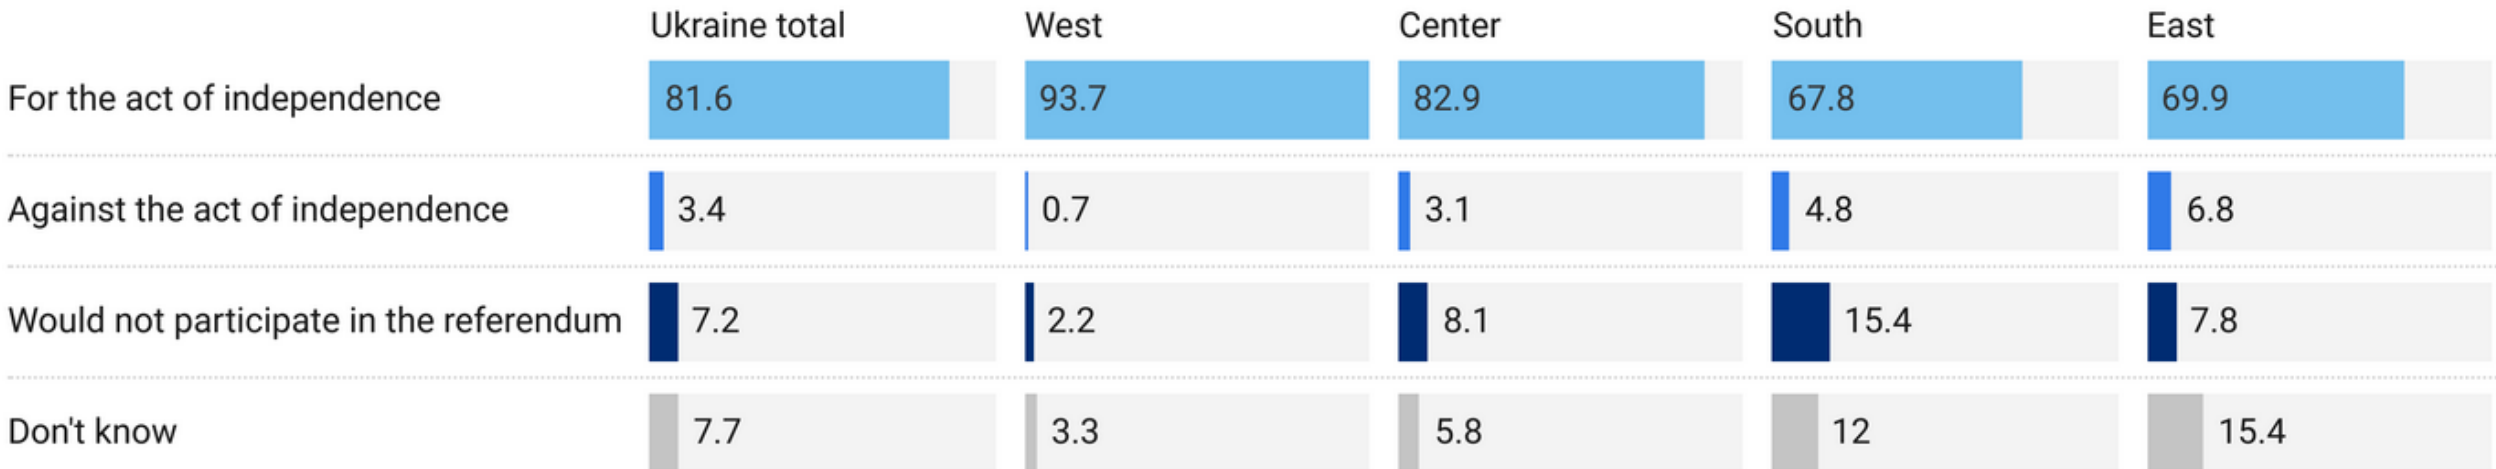 Ukraine total West Center South East
For the act of independence 81.6 93.7 82.9 67.8 69.9
Against the act of independence 3.4 0.7 3.1 4.8 6.8
Would not participate in the referendum 7.2 2.2 8.1 15.4 7.8
Don't know 7.7 3.3 5.8 12 15.4